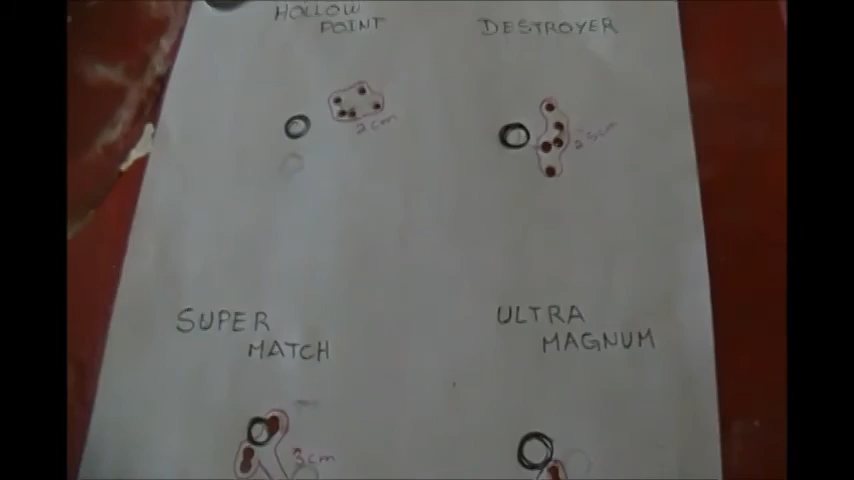 HOLLOW
POINT
DESTROYER
2cm
SUPER
MATCH
ULTRA
MAGNUM
3cm